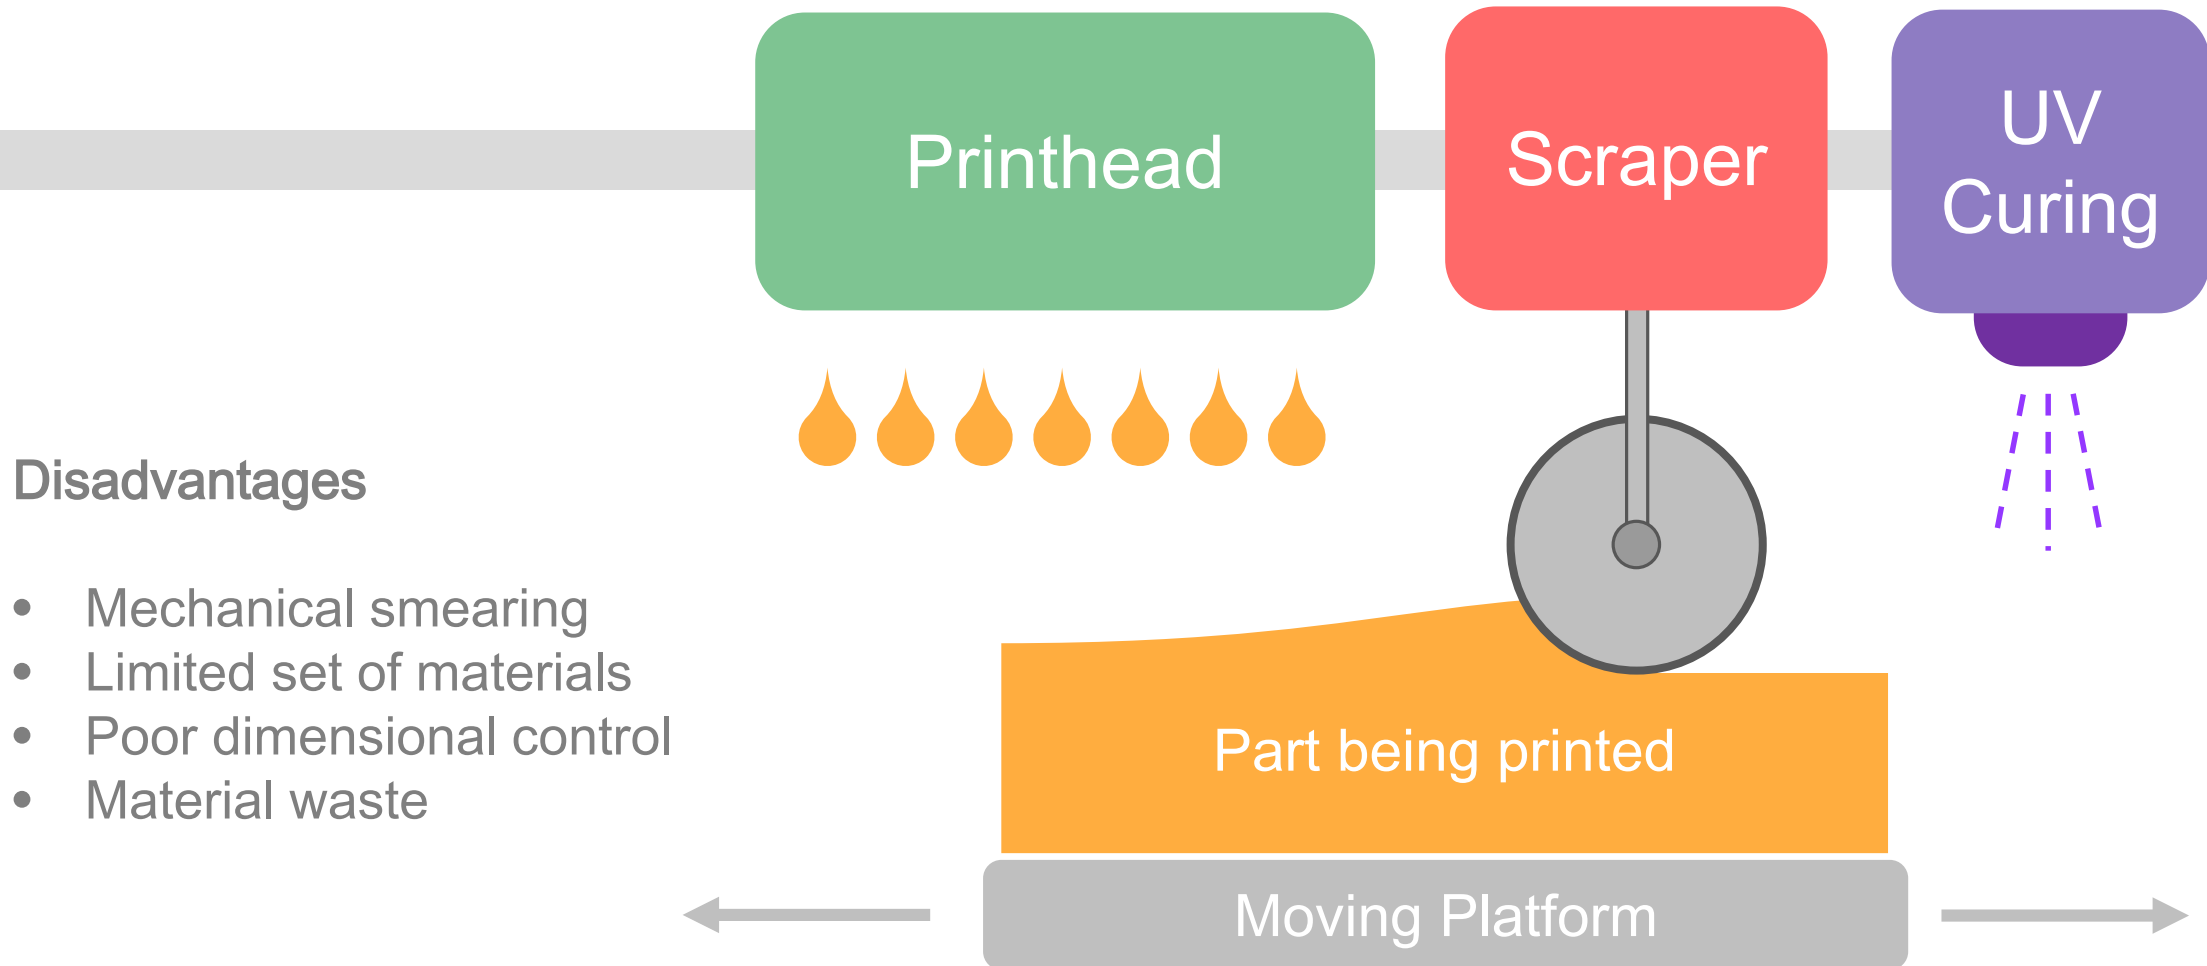 Printhead
Scraper
UV
Curing
Disadvantages
• Mechanical smearing
• Limited set of materials
• Poor dimensional control
• Material waste
Part being printed
Moving Platform